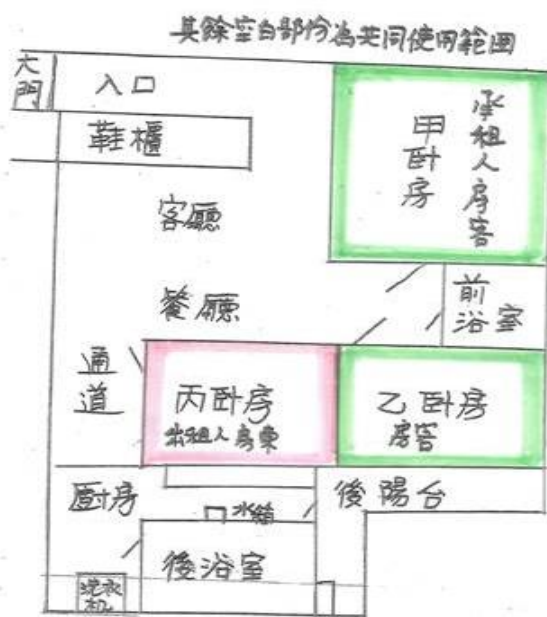 其餘空白部份為共同使用範囲
大門
入口
鞋櫃
甲臥房
承租人房客
客廳
餐廳
前浴室
通道
丙臥房
出租人房東
乙臥房
房客
廚房
水箱
後陽台
後浴室
洗衣机